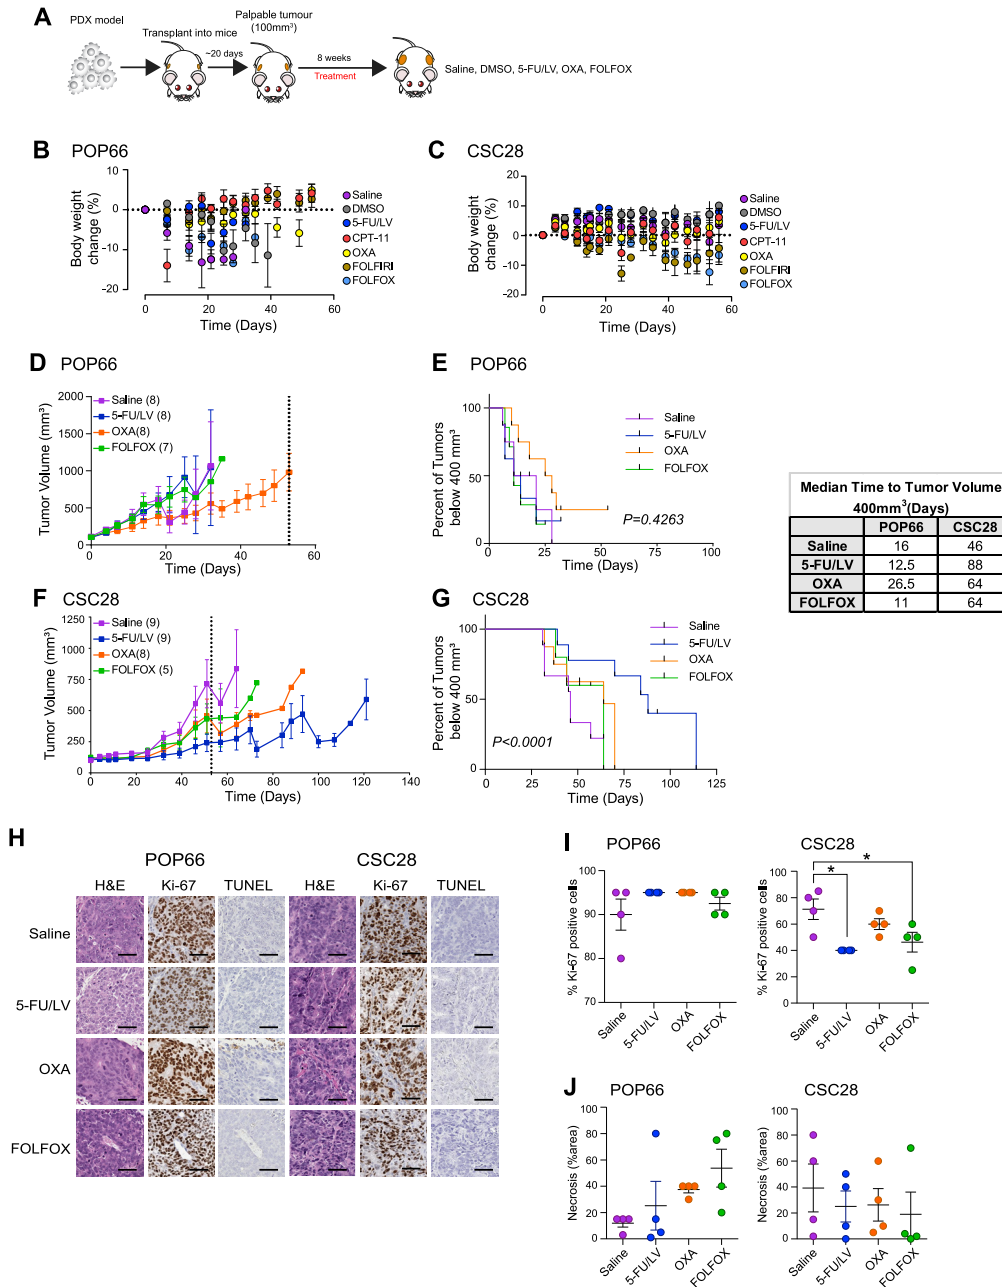 A
PDX model
Transplant into mice
~20 days
Palpable tumour
(100mm³)
8 weeks
Treatment
Saline, DMSO, 5-FU/LV, OXA, FOLFOX
B POP66
Body weight
change (%)
10
0
-10
-20
0 20 40 60
Time (Days)
Saline
DMSO
5-FU/LV
CPT-11
OXA
FOLFIRI
FOLFOX
C CSC28
Body weight
change (%)
20
10
0
-10
20
0 20 40 60
Time (Days)
Saline
DMSO
5-FU/LV
CPT-11
OXA
FOLFIRI
FOLFOX
D POP66
Tumor Volume (mm³)
2000
1500
1000
500
0
0 20 40 60
Time (Days)
Saline (8)
5-FU/LV (8)
OXA(8)
FOLFOX (7)
E POP66
Percent of Tumors
below 400 mm³
100
50
0
0 25 50 75 100
Time (Days)
Saline
5-FU/LV
OXA
FOLFOX
P=0.4263
Median Time to Tumor Volume
400mm³(Days)
POP66 CSC28
Saline 16 46
5-FU/LV 12.5 88
OXA 26.5 64
FOLFOX 11 64
F CSC28
Tumor Volume (mm³)
1250
1000
750
500
250
0
0 20 40 60 80 100 120 140
Time (Days)
Saline (9)
5-FU/LV (9)
OXA(8)
FOLFOX (5)
G CSC28
Percent of Tumors
below 400 mm³
100
50
0
0 25 50 75 100 125
Time (Days)
Saline
5-FU/LV
OXA
FOLFOX
P<0.0001
H
POP66 CSC28
H&E Ki-67 TUNEL H&E Ki-67 TUNEL
Saline
5-FU/LV
OXA
FOLFOX
I POP66
% Ki-67 positive cells
100
90
80
70
Saline 5-FU/LV OXA FOLFOX
CSC28
% Ki-67 positive cells
100
80
60
40
20
0
* *
Saline 5-FU/LV OXA FOLFOX
J POP66
Necrosis (%area)
100
80
60
40
20
0
Saline 5-FU/LV OXA FOLFOX
CSC28
Necrosis (%area)
100
80
60
40
20
0
Saline 5-FU/LV OXA FOLFOX